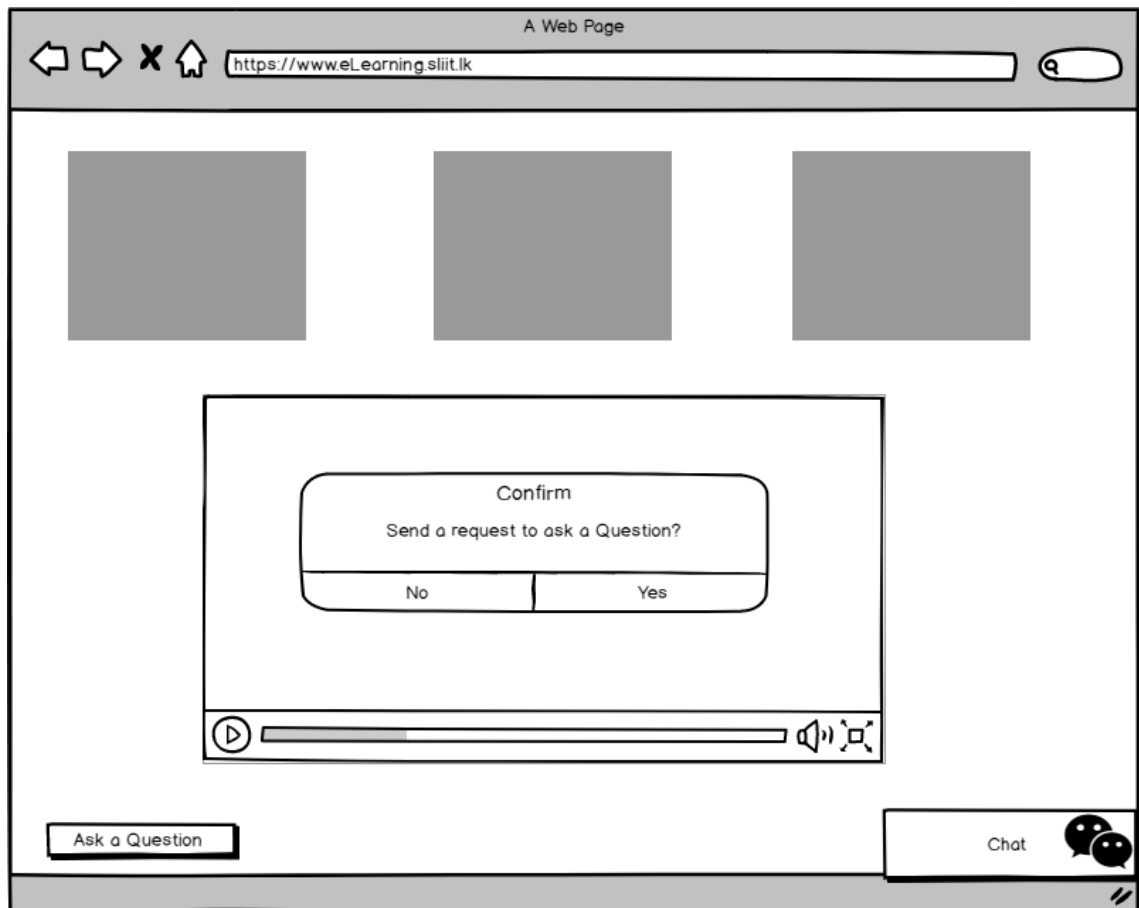 A Web Page
https://www.eLearning.sliit.lk
Confirm
Send a request to ask a Question?
No
Yes
Ask a Question
Chat